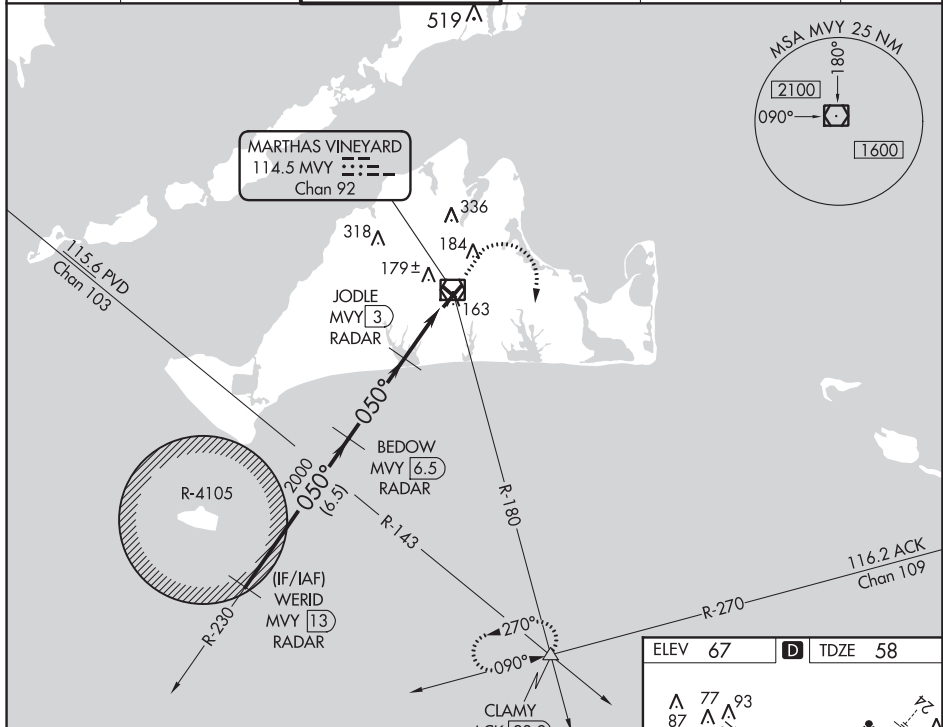 519
MSA MVY 25 NM
180°
2100
090°
1600
MARTHAS VINEYARD
114.5 MVY
Chan 92
336
318
184
179±
163
115.6 PVD
Chan 103
JODLE
MVY 3
RADAR
050°
BEDOW
MVY 6.5
RADAR
2000
050°
(6.5)
R-4105
R-143
R-180
(IF/IAF)
WERID
MVY 13
RADAR
R-230
116.2 ACK
Chan 109
R-270
270°
090°
CLAMY
ELEV 67
D
TDZE 58
77
93
87
24